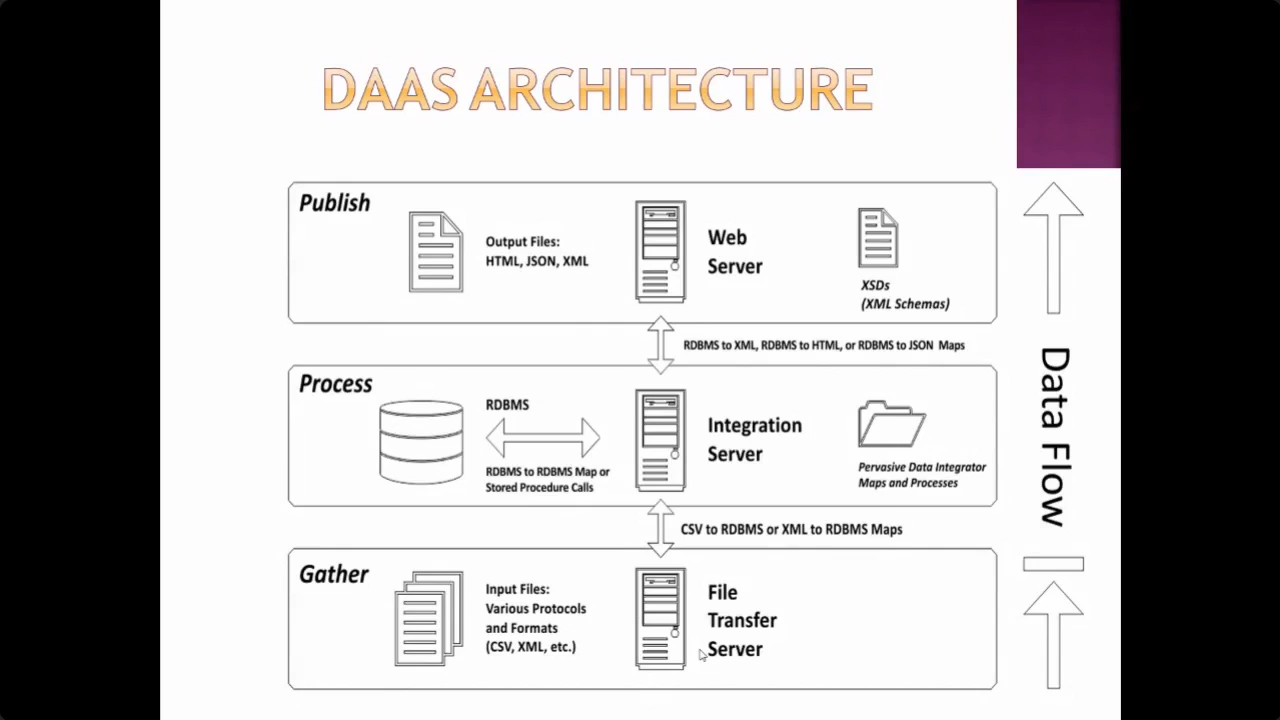 DAAS ARCHITECTURE
Publish
Output Files:
HTML, JSON, XML
Web
Server
XSDs
(XML Schemas)
RDBMS to XML, RDBMS to HTML, or RDBMS to JSON Maps
Process
RDBMS
RDBMS to RDBMS Map or
Stored Procedure Calls
Integration
Server
Pervasive Data Integrator
Maps and Processes
CSV to RDBMS or XML to RDBMS Maps
Gather
Input Files:
Various Protocols
and Formats
(CSV, XML, etc.)
File
Transfer
Server
Data Flow